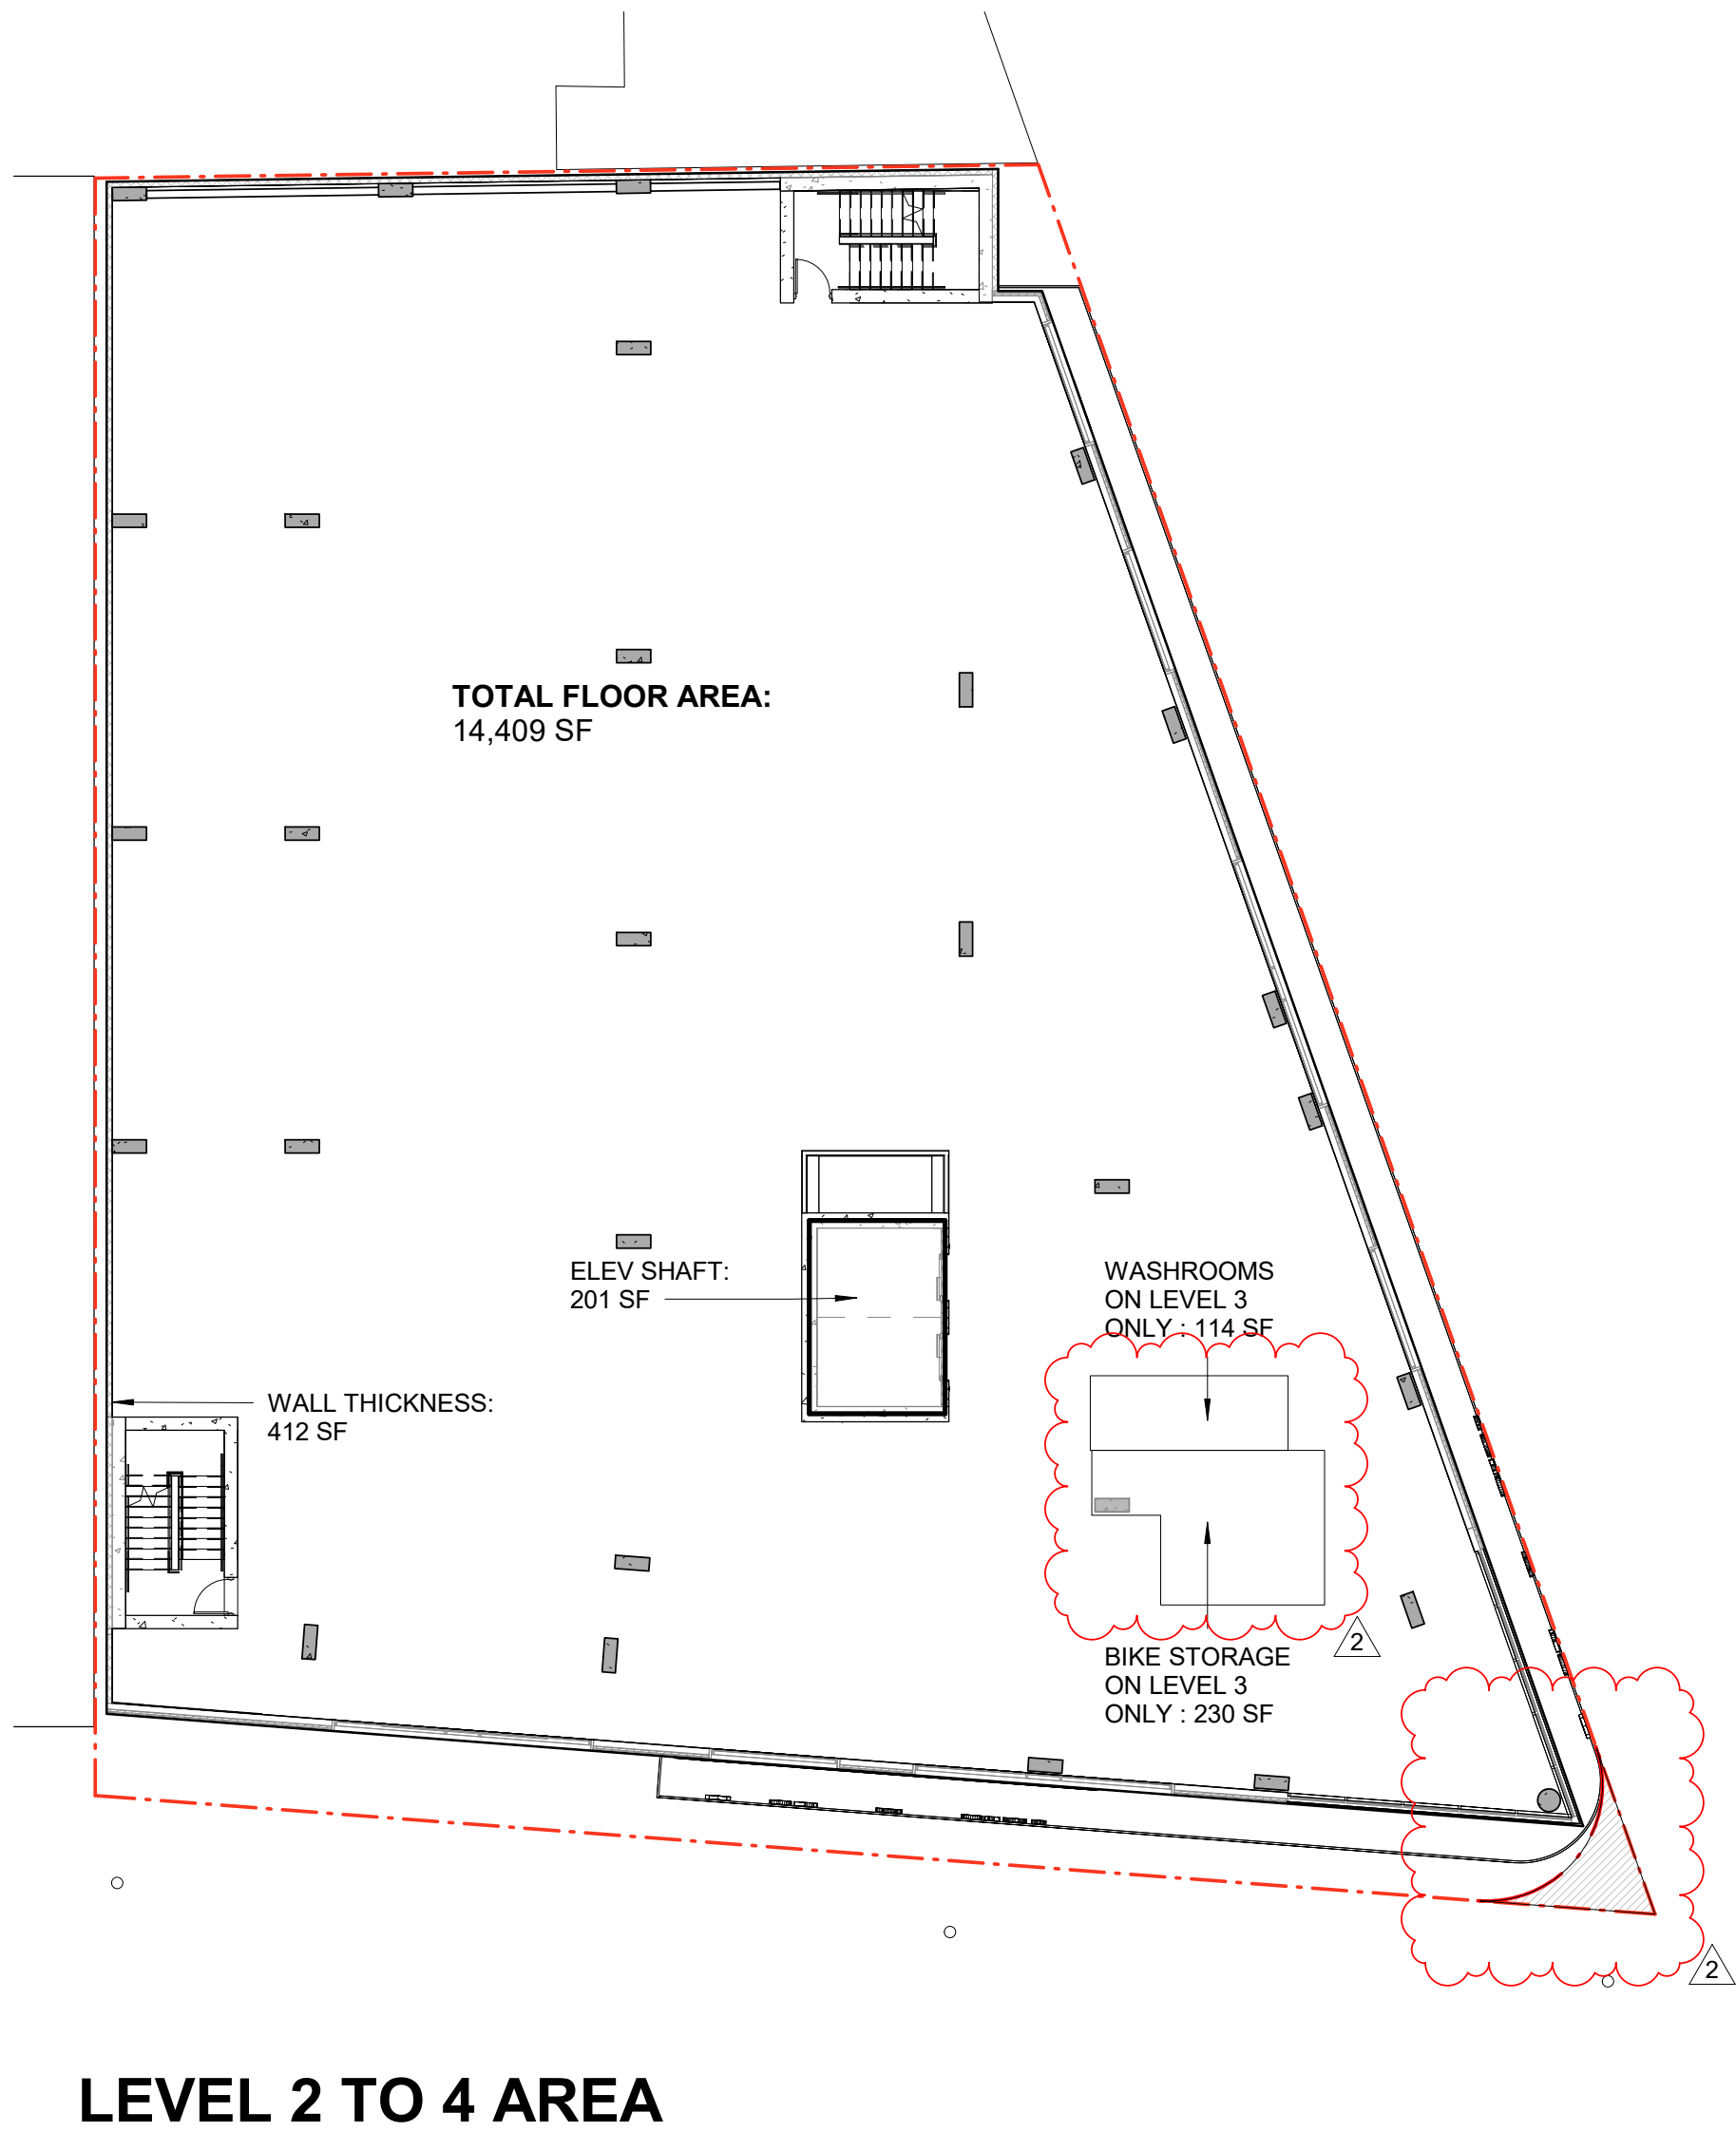 TOTAL FLOOR AREA:
14,409 SF
ELEV SHAFT:
201 SF
WASHROOMS
ON LEVEL 3
ONLY : 114 SF
WALL THICKNESS:
412 SF
2
BIKE STORAGE
ON LEVEL 3
ONLY : 230 SF
2
LEVEL 2 TO 4 AREA